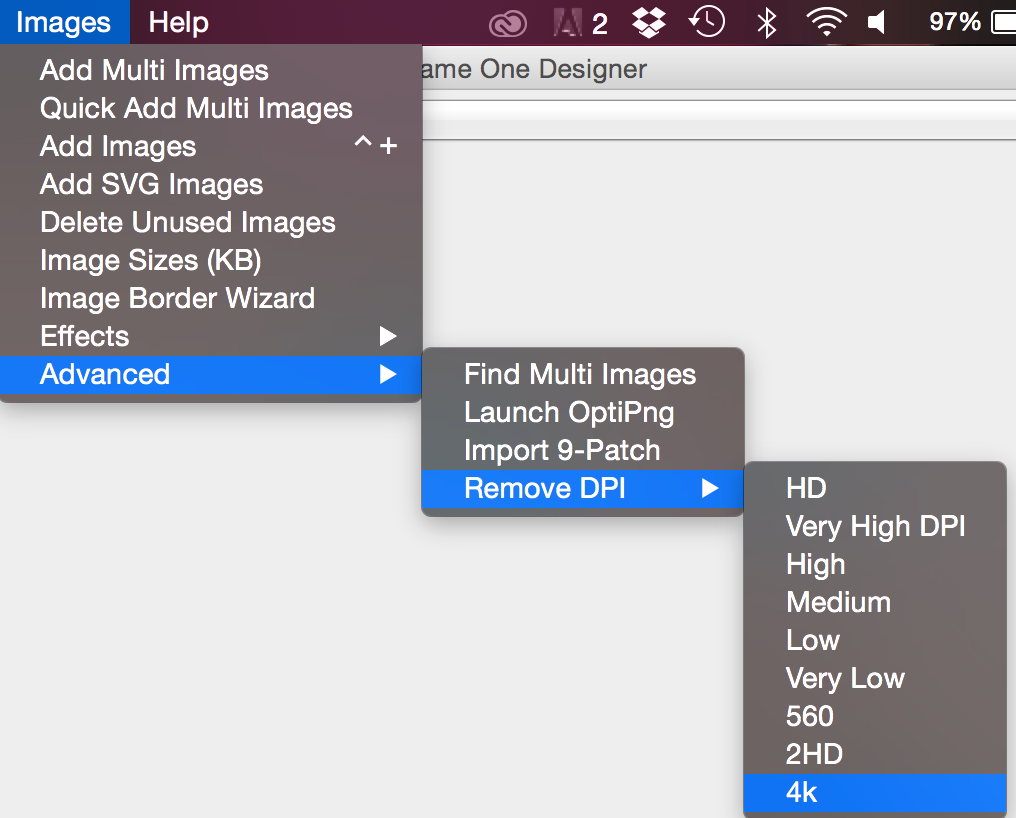 Images Help 2 97%
ame One Designer
Add Multi Images
Quick Add Multi Images
Add Images ^ +
Add SVG Images
Delete Unused Images
Image Sizes (KB)
Image Border Wizard
Effects
Advanced
Find Multi Images
Launch OptiPng
Import 9-Patch
Remove DPI
HD
Very High DPI
High
Medium
Low
Very Low
560
2HD
4k